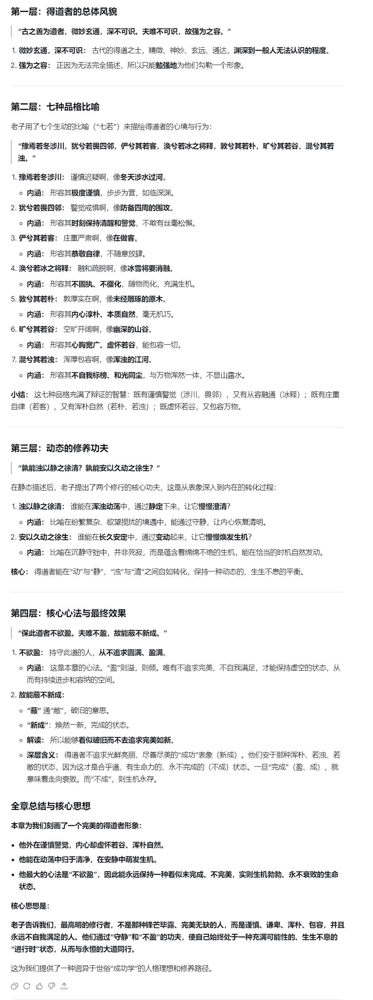 第一层：得道者的总体风貌
“古之善为道者，微妙玄通，深不可识。夫唯不可识，故强为之容。”
1. 微妙玄通，深不可识： 古代的得道之士，精微、神妙、玄远、通达，渊深到一般人无法认识的程度。
2. 强为之容： 正因为无法完全描述，所以只能勉强地为他们勾勒一个形象。
第二层：七种品格比喻
老子用了七个生动的比喻（“七若”）来描绘得道者的心境与行为：
“豫焉若冬涉川，犹兮若畏四邻，俨兮其若客，涣兮若冰之将释，敦兮其若朴，旷兮其若谷，混兮其若
浊。”
1. 豫焉若冬涉川： 谨慎迟疑啊，像冬天涉水过河。
内涵： 形容其极度谨慎，步步为营，如临深渊。
2. 犹兮若畏四邻： 警觉戒惧啊，像防备四周的围攻。
内涵： 形容其时刻保持清醒和警觉，不敢有丝毫松懈。
3. 俨兮其若客： 庄重严肃啊，像在做客。
内涵： 形容其恭敬自律，不随意放肆。
4. 涣兮若冰之将释： 融和疏脱啊，像冰雪将要消融。
内涵： 形容其不固执、不僵化，随物而化，充满生机。
5. 敦兮其若朴： 敦厚实在啊，像未经雕琢的原木。
内涵： 形容其内心淳朴、本质自然，毫无机巧。
6. 旷兮其若谷： 空旷开阔啊，像幽深的山谷。
内涵： 形容其心胸宽广、虚怀若谷，能包容一切。
7. 混兮其若浊： 浑厚包容啊，像浑浊的江河。
内涵： 形容其不自我标榜、和光同尘，与万物浑然一体，不显山露水。
小结： 这七种品格充满了辩证的智慧：既有谨慎警觉（涉川、畏邻），又有从容融通（冰释）；既有庄重
自律（若客），又有浑朴自然（若朴、若浊）；既虚怀若谷，又包容万物。
第三层：动态的修养功夫
“孰能浊以静之徐清？孰能安以久动之徐生？”
在静态描述后，老子提出了两个修行的核心功夫，这是从表象深入到内在的转化过程：
1. 浊以静之徐清： 谁能在浑浊动荡中，通过静定下来，让它慢慢澄清？
内涵： 比喻在纷繁复杂、欲望搅扰的境遇中，能通过守静，让内心恢复清明。
2. 安以久动之徐生： 谁能在长久安定中，通过变动起来，让它慢慢焕发生机？
内涵： 比喻在沉静守拙中，并非死寂，而是蕴含着绵绵不绝的生机，能在恰当的时机自然发动。
核心： 得道者能在“动”与“静”、“浊”与“清”之间自如转化，保持一种动态的、生生不息的平衡。
第四层：核心心法与最终效果
“保此道者不欲盈。夫唯不盈，故能蔽不新成。”
1. 不欲盈： 持守此道的人，从不追求圆满、盈满。
内涵： 这是本章的心法。“盈”则溢，则倾。唯有不追求完美、不自我满足，才能保持虚空的状态，从
而有持续进步和容纳的空间。
2. 故能蔽不新成：
“蔽” 通“敝”，破旧的意思。
“新成”：焕然一新，完成的状态。
解读： 所以能够看似破旧而不去追求完美如新。
深层含义： 得道者不追求光鲜亮丽、尽善尽美的“成功”表象（新成）。他们安于那种浑朴、若浊、若
敝的状态，因为这才是合乎道、有生命力的、永不完成的（不成）状态。一旦“完成”（盈、成），就
意味着走向衰败。而“不成”，则生机永存。
全章总结与核心思想
本章为我们刻画了一个完美的得道者形象：
他外在谨慎警觉，内心却虚怀若谷、浑朴自然。
他能在动荡中归于清净，在安静中萌发生机。
他最大的心法是“不欲盈”，因此能永远保持一种看似未完成、不完美，实则生机勃勃、永不衰败的生命
状态。
核心思想是：
老子告诉我们，最高明的修行者，不是那种锋芒毕露、完美无缺的人，而是谨慎、谦卑、浑朴、包容，并且
永远不自我满足的人。他们通过“守静”和“不盈”的功夫，使自己始终处于一种充满可能性的、生生不息的
“进行时”状态，从而与永恒的大道同行。
这为我们提供了一种迥异于世俗“成功学”的人格理想和修养路径。